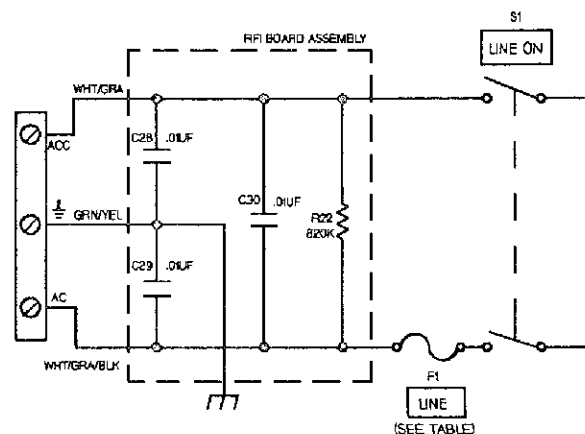 RFI BOARD ASSEMBLY
S1
LINE ON
WHT/GRA
ACC
C28 .01UF
GRN/YEL
C30 .01UF
R22
820K
C29 .01UF
AC
WHT/GRA/BLK
F1
LINE
(SEE TABLE)